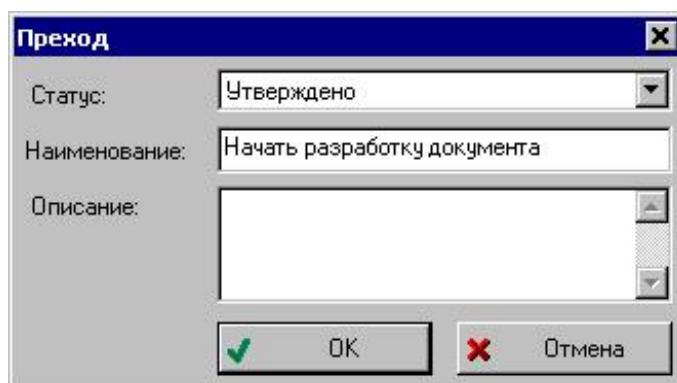 Преход
Статус: Утверждено
Наименование: Начать разработку документа
Описание:
OK Отмена